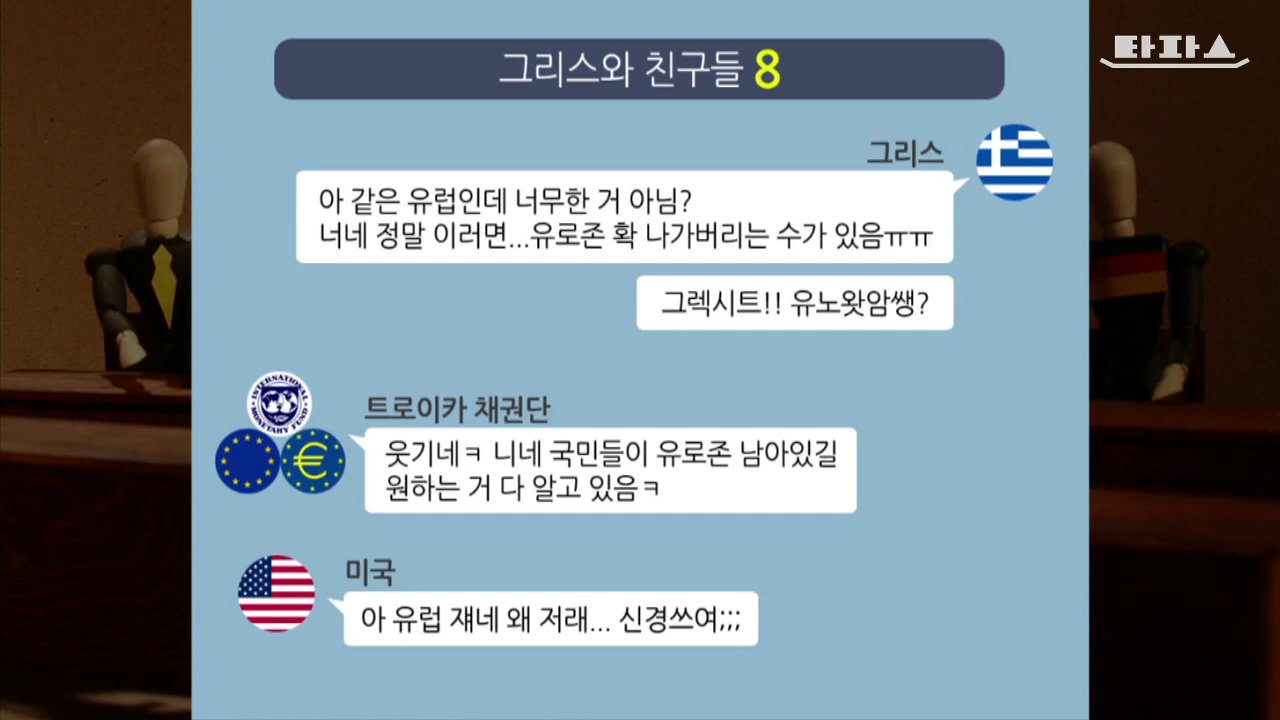 타파스
그리스와 친구들 8
그리스
아 같은 유럽인데 너무한 거 아님?
너네 정말 이러면...유로존 확 나가버리는 수가 있음ㅠㅠ
그렉시트!! 유노왓암쌩?
INTERNATIONAL
MONETARY FUND
€
트로이카 채권단
웃기네ㅋ 니네 국민들이 유로존 남아있길
원하는 거 다 알고 있음ㅋ
미국
아 유럽 쟤네 왜 저래... 신경쓰여;;;